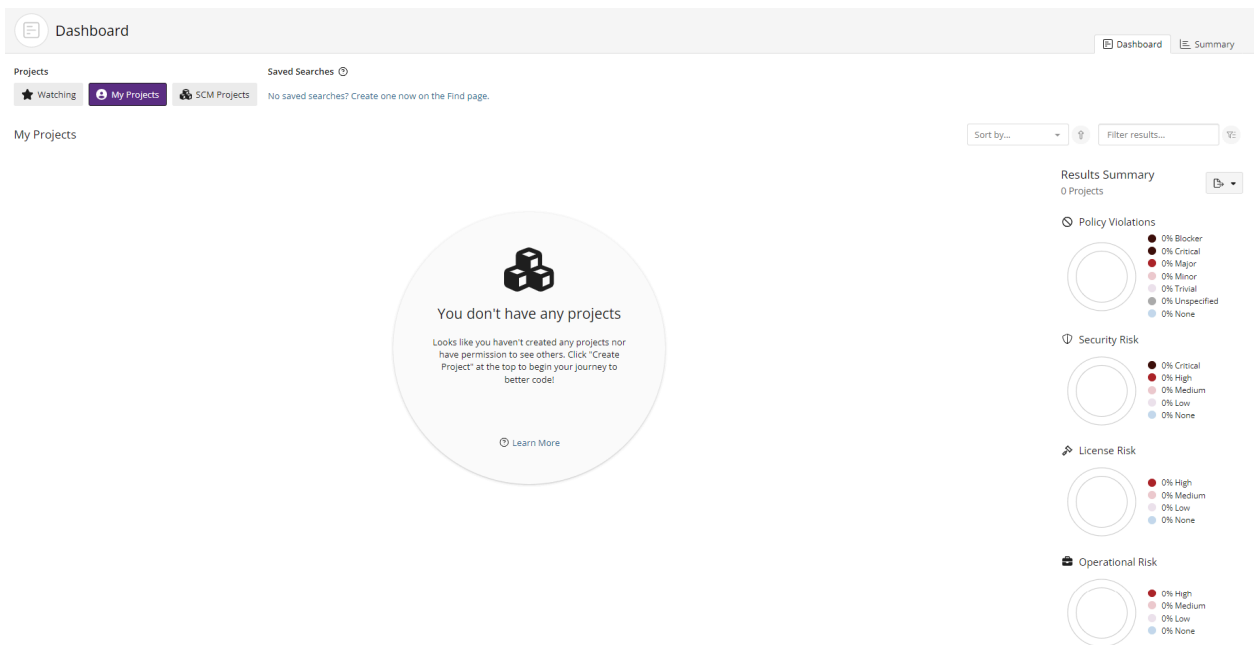 Dashboard
Dashboard
Summary
Projects
Saved Searches
Watching
My Projects
SCM Projects
No saved searches? Create one now on the Find page.
My Projects
Sort by...
Filter results...
Results Summary
0 Projects
Policy Violations
0% Blocker
0% Critical
0% Major
0% Minor
0% Trivial
0% Unspecified
0% None
You don't have any projects
Looks like you haven't created any projects nor
have permission to see others. Click "Create
Project" at the top to begin your journey to
better code!
Learn More
Security Risk
0% Critical
0% High
0% Medium
0% Low
0% None
License Risk
0% High
0% Medium
0% Low
0% None
Operational Risk
0% High
0% Medium
0% Low
0% None